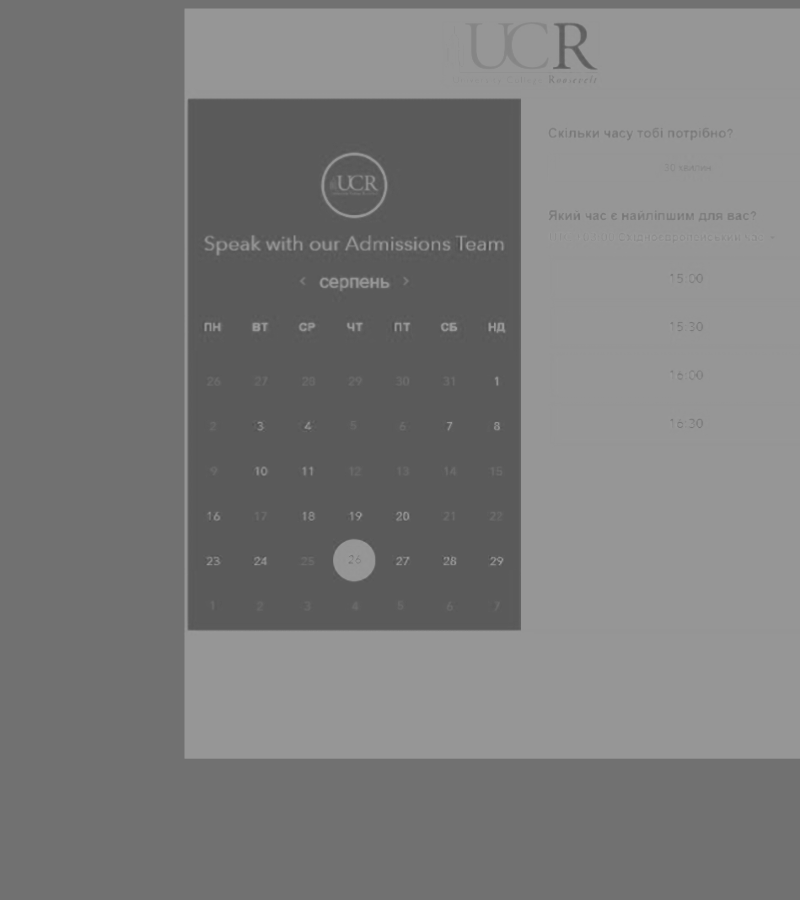 UCR
University College Roosevelt
UCR
Speak with our Admissions Team
< серпень >
ПН ВТ СР ЧТ ПТ СБ НД
26 27 28 29 30 31 1
2 3 4 5 6 7 8
9 10 11 12 13 14 15
16 17 18 19 20 21 22
23 24 25 26 27 28 29
1 2 3 4 5 6 7
Скільки часу тобі потрібно?
30 хвилин
Який час є найліпшим для вас?
Східноєвропейський час
15:00
15:30
16:00
16:30